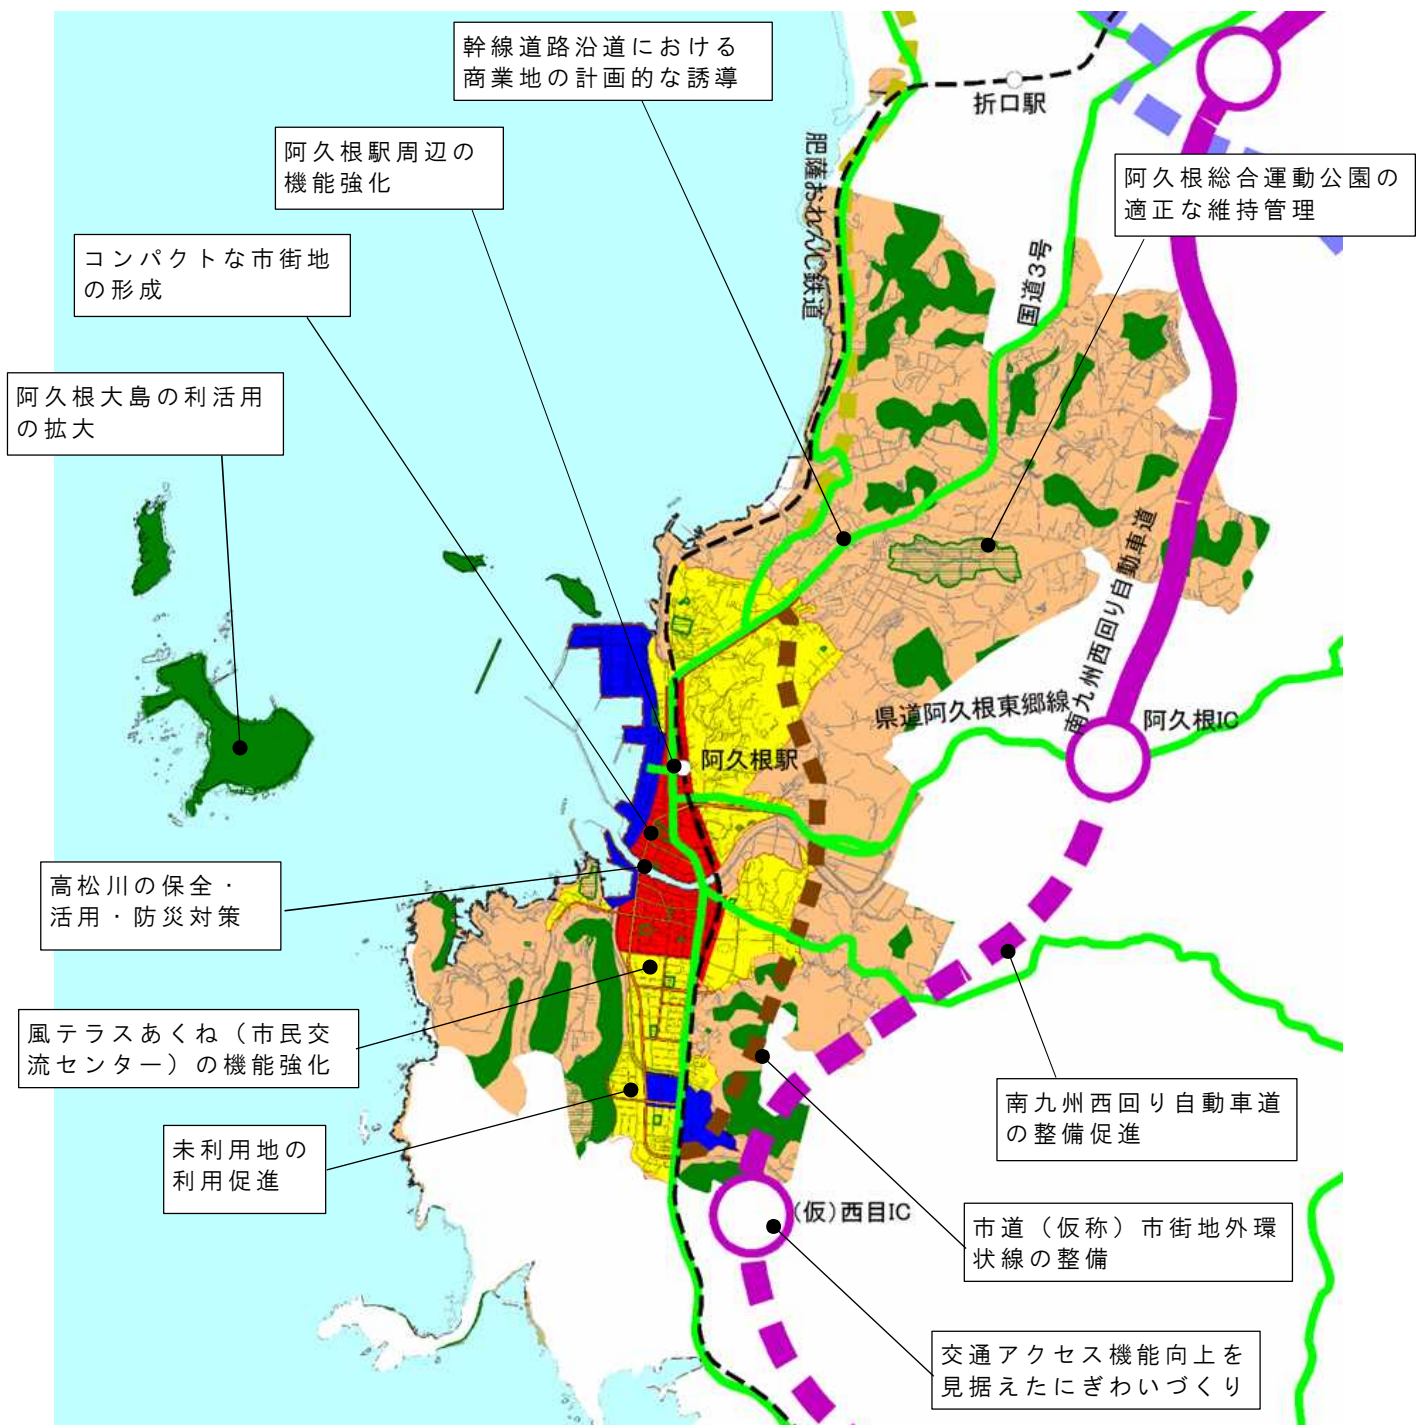 幹線道路沿道における
商業地の計画的な誘導
折口駅
阿久根駅周辺の
機能強化
肥薩おれんじ鉄道
阿久根総合運動公園の
適正な維持管理
コンパクトな市街地
の形成
国道3号
阿久根大島の利活用
の拡大
南九州西回り自動車道
県道阿久根東郷線
阿久根IC
阿久根駅
高松川の保全・
活用・防災対策
風テラスあくね（市民交
流センター）の機能強化
南九州西回り自動車道
の整備促進
未利用地の
利用促進
(仮)西目IC
市道（仮称）市街地外環
状線の整備
交通アクセス機能向上を
見据えたにぎわいづくり